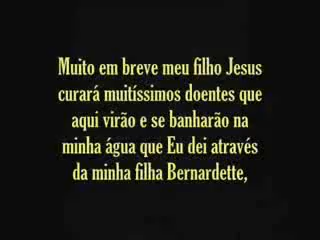 Muito em breve meu filho Jesus
curará muitíssimos doentes que
aqui virão e se banharão na
minha água que Eu dei através
da minha filha Bernardette,